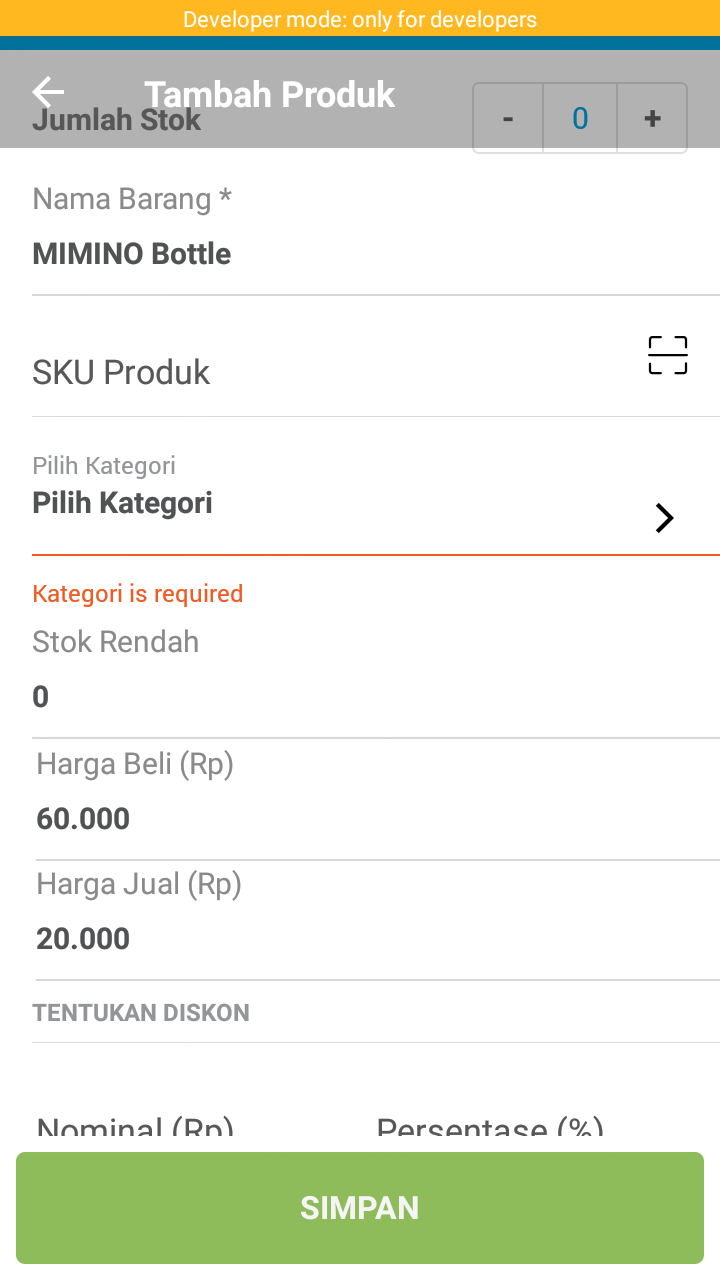 Developer mode: only for developers
Tambah Produk
Jumlah Stok
- 0 +
Nama Barang *
MIMINO Bottle
SKU Produk
Pilih Kategori
Pilih Kategori
Kategori is required
Stok Rendah
0
Harga Beli (Rp)
60.000
Harga Jual (Rp)
20.000
TENTUKAN DISKON
Nominal (Rp) Persentase (%)
SIMPAN